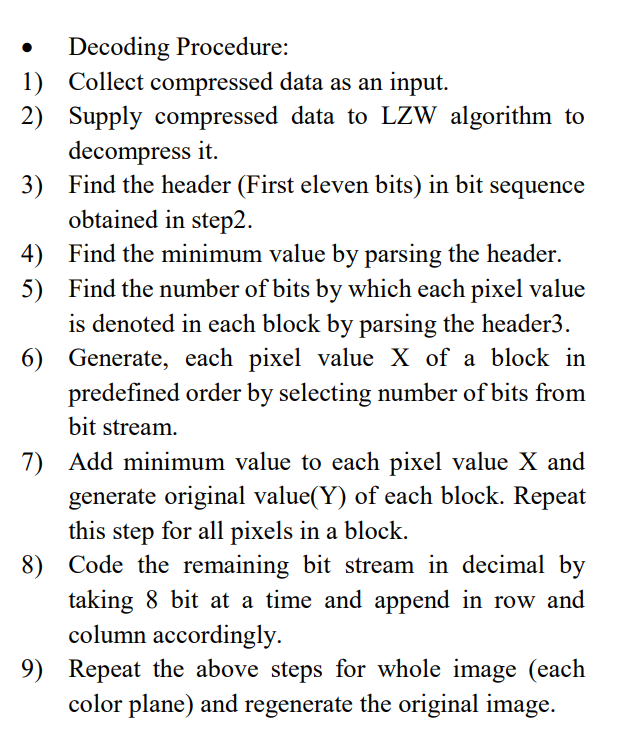 • Decoding Procedure:
1) Collect compressed data as an input.
2) Supply compressed data to LZW algorithm to
decompress it.
3) Find the header (First eleven bits) in bit sequence
obtained in step2.
4) Find the minimum value by parsing the header.
5) Find the number of bits by which each pixel value
is denoted in each block by parsing the header3.
6) Generate, each pixel value X of a block in
predefined order by selecting number of bits from
bit stream.
7) Add minimum value to each pixel value X and
generate original value(Y) of each block. Repeat
this step for all pixels in a block.
8) Code the remaining bit stream in decimal by
taking 8 bit at a time and append in row and
column accordingly.
9) Repeat the above steps for whole image (each
color plane) and regenerate the original image.